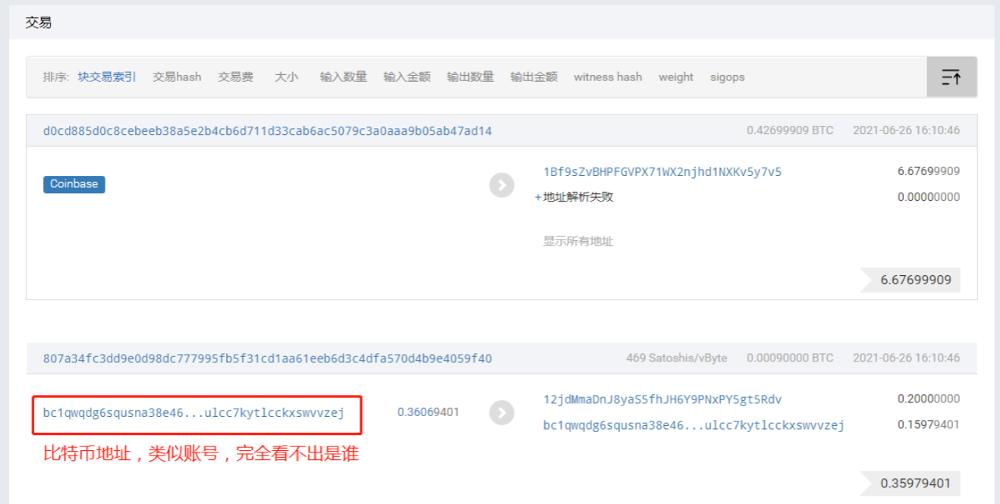 交易
排序: 块交易索引 交易hash 交易费 大小 输入数量 输入金额 输出数量 输出金额 witness hash weight sigops
d0cd885d0c8cebeeb38a5e2b4cb6d711d33cab6ac5079c3a0aaa9b05ab47ad14 0.42699909 BTC 2021-06-26 16:10:46
Coinbase 1Bf9sZvBHPFGVPX71WX2njhd1NXKv5y7v5 6.67699909
+地址解析失败 0.00000000
显示所有地址
6.67699909
807a34fc3dd9e0d98dc777995fb5f31cd1aa61eeb6d3c4dfa570d4b9e4059f40 469 Satoshis/vByte 0.00090000 BTC 2021-06-26 16:10:46
bc1qwqdg6squsna38e46...ulcc7kytlcckxswvvzej 0.36069401 12jdMmaDnJ8yaS5fhJH6Y9PNxPY5gt5Rdv 0.20000000
bc1qwqdg6squsna38e46...ulcc7kytlcckxswvvzej 0.15979401
比特币地址，类似账号，完全看不出是谁
0.35979401